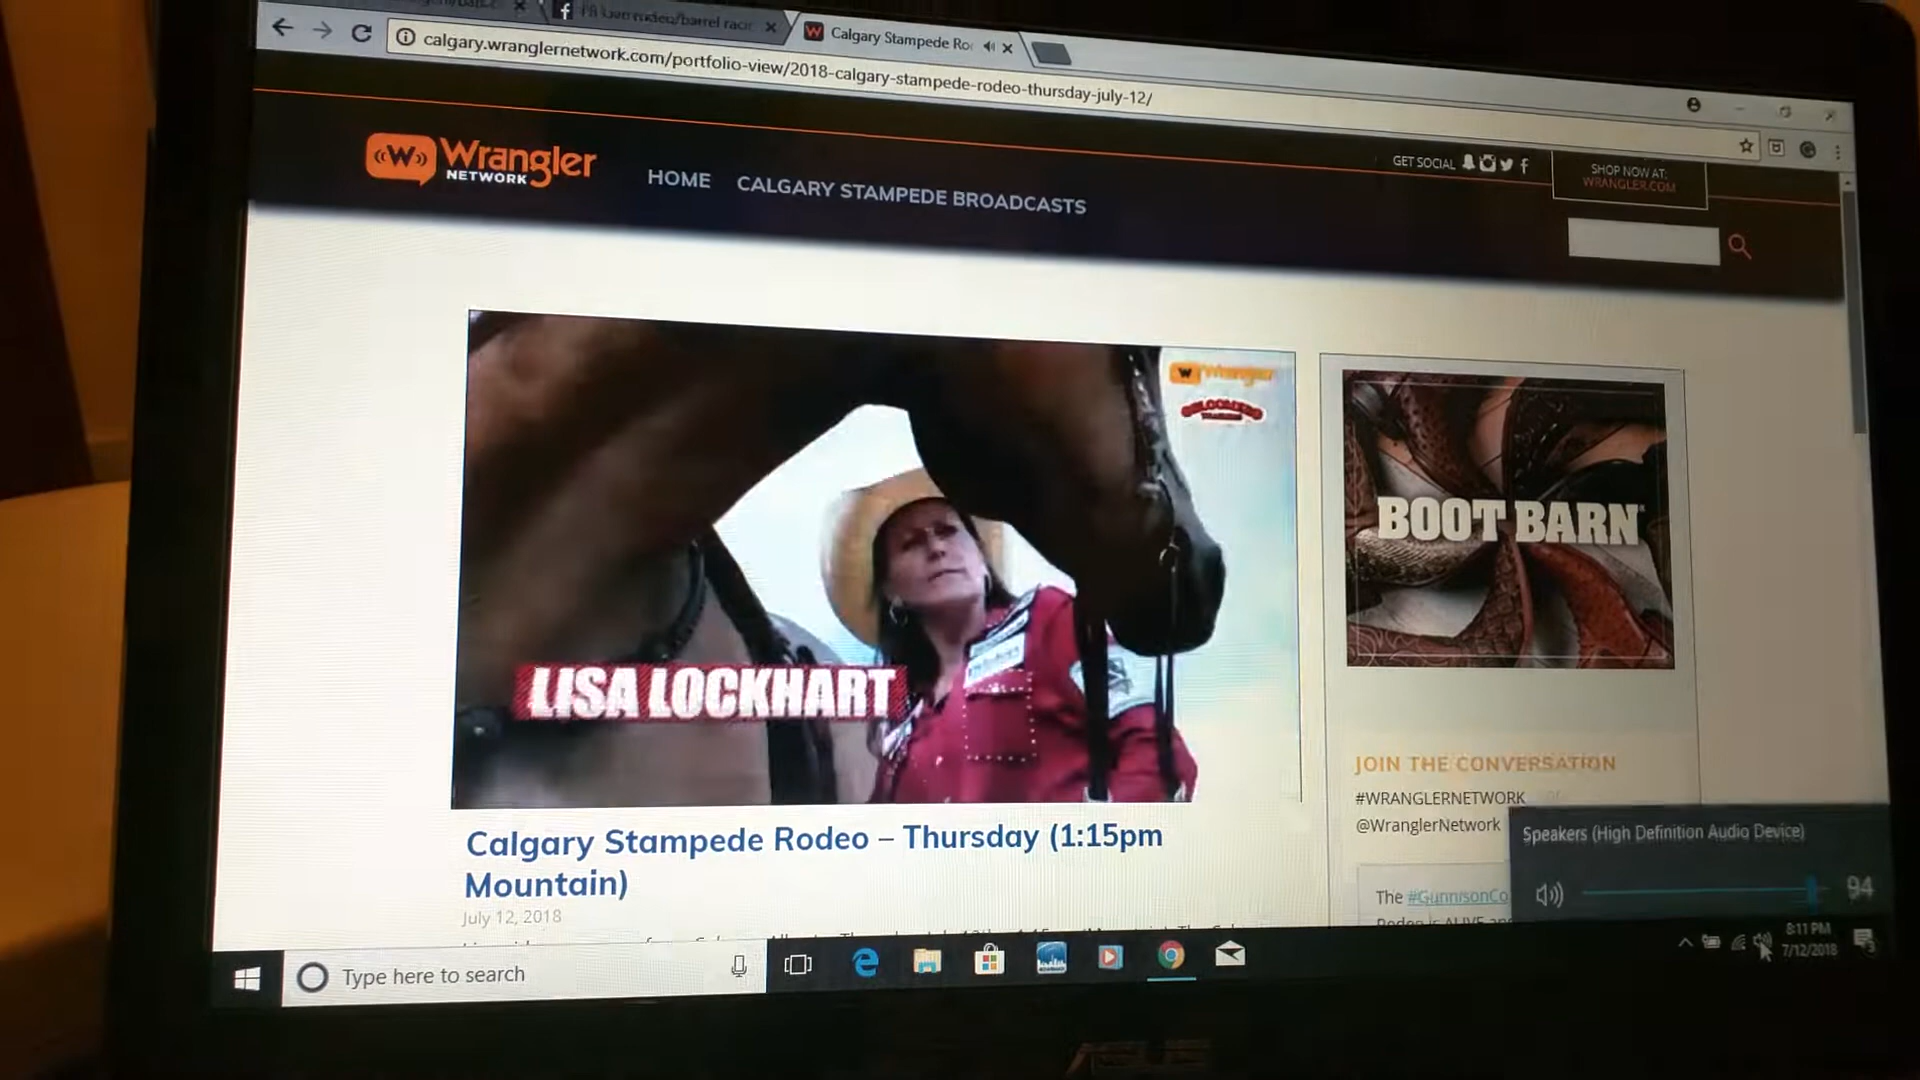 Calgary Stampede Ro
calgary.wranglernetwork.com/portfolio-view/2018-calgary-stampede-rodeo-thursday-july-12/
W Wrangler
NETWORK
HOME
CALGARY STAMPEDE BROADCASTS
GET SOCIAL
SHOP NOW AT:
WRANGLER.COM
Wrangler
LISA LOCKHART
BOOT BARN
Calgary Stampede Rodeo – Thursday (1:15pm
Mountain)
July 12, 2018
JOIN THE CONVERSATION
#WRANGLERNETWORK
@WranglerNetwork
The #GunnisonCo
Speakers (High Definition Audio Device)
94
Type here to search
8:11 PM
7/12/2018